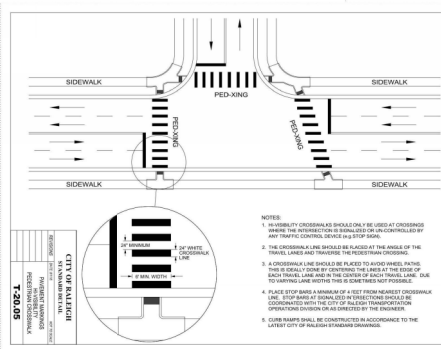 SIDEWALK
SIDEWALK
PED-XING
PED-XING
PED-XING
SIDEWALK
SIDEWALK
24" MINIMUM
24" WHITE
CROSSWALK
LINE
6' MIN. WIDTH
NOTES:
1. HI-VISIBILITY CROSSWALKS SHOULD ONLY BE USED AT CROSSINGS
WHERE THE INTERSECTION IS SIGNALIZED OR UN-CONTROLLED BY
ANY TRAFFIC CONTROL DEVICE (e.g STOP SIGN).
2. THE CROSSWALK LINE SHOULD BE PLACED AT THE ANGLE OF THE
TRAVEL LANES AND TRAVERSE THE PEDESTRIAN CROSSING.
3. A CROSSWALK LINE SHOULD BE PLACED TO AVOID WHEEL PATHS.
THIS IS IDEALLY DONE BY CENTERING THE LINES AT THE EDGE OF
EACH TRAVEL LANE AND IN THE CENTER OF EACH TRAVEL LANE. DUE
TO VARYING LANE WIDTHS THIS IS SOMETIMES NOT POSSIBLE.
4. PLACE STOP BARS A MINIMUM OF 4 FEET FROM NEAREST CROSSWALK
LINE. STOP BARS AT SIGNALIZED INTERSECTIONS SHOULD BE
COORDINATED WITH THE CITY OF RALEIGH TRANSPORTATION
OPERATIONS DIVISION OR AS DIRECTED BY THE ENGINEER.
5. CURB RAMPS SHALL BE CONSTRUCTED IN ACCORDANCE TO THE
LATEST CITY OF RALEIGH STANDARD DRAWINGS.
CITY OF RALEIGH
STANDARD DETAIL
REVISIONS
PAVEMENT MARKINGS
HI-VISIBILITY
PEDESTRIAN CROSSWALK
T-20.05